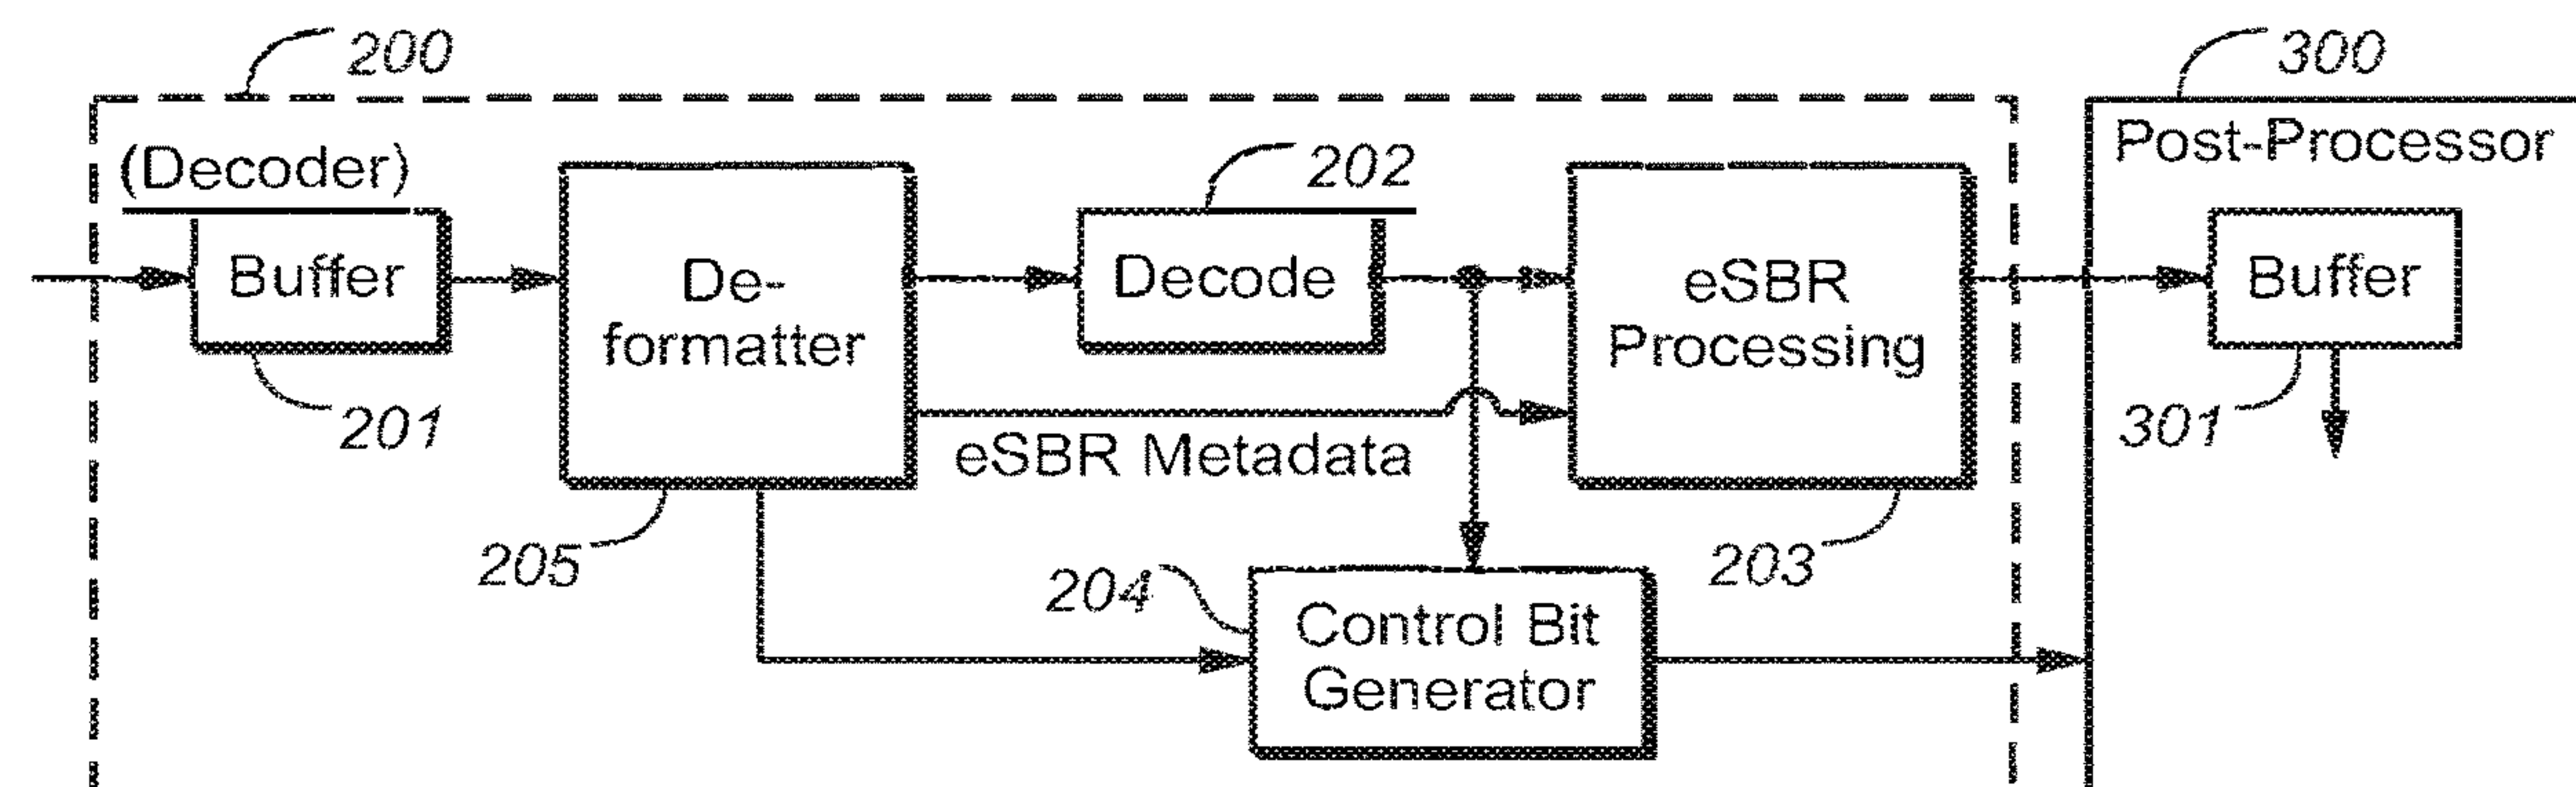 200
300
(Decoder)
Post-Processor
202
Buffer
De-
formatter
Decode
eSBR
Processing
Buffer
201
eSBR Metadata
301
205
204
203
Control Bit
Generator